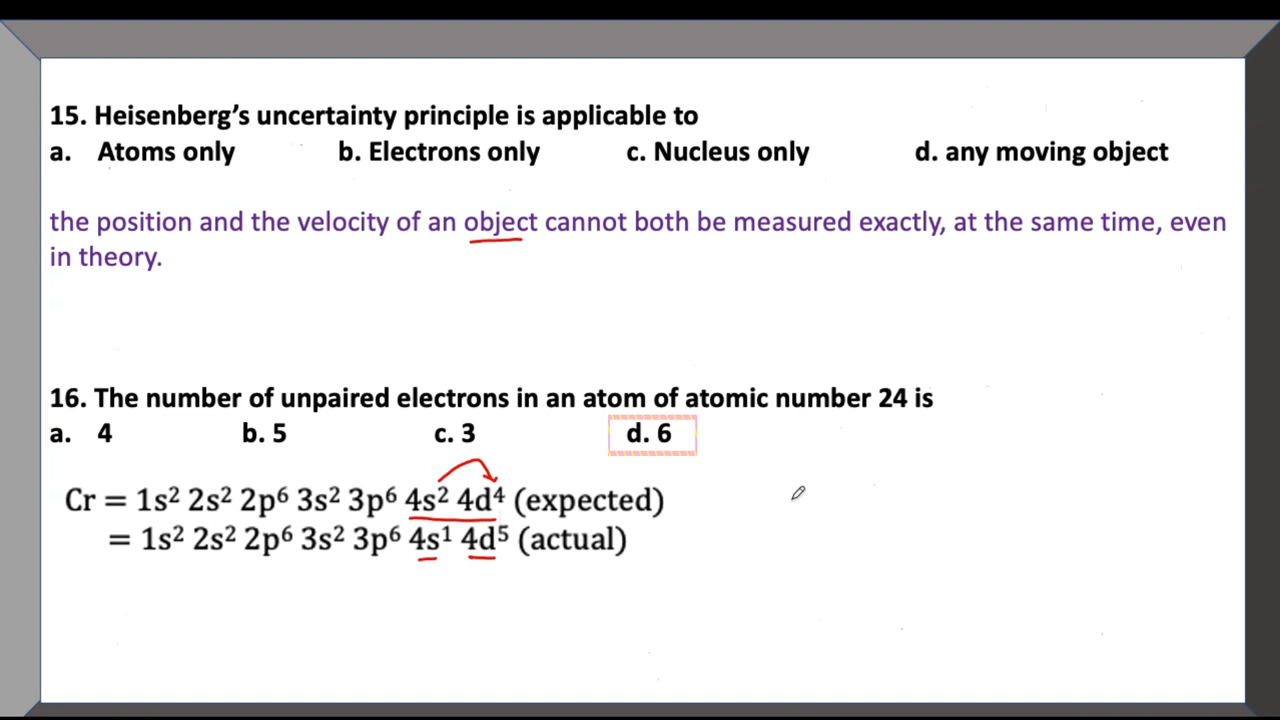 15. Heisenberg’s uncertainty principle is applicable to
a. Atoms only b. Electrons only c. Nucleus only d. any moving object
the position and the velocity of an object cannot both be measured exactly, at the same time, even
in theory.
16. The number of unpaired electrons in an atom of atomic number 24 is
a. 4 b. 5 c. 3 d. 6
Cr = 1s² 2s² 2p⁶ 3s² 3p⁶ 4s² 4d⁴ (expected)
= 1s² 2s² 2p⁶ 3s² 3p⁶ 4s¹ 4d⁵ (actual)